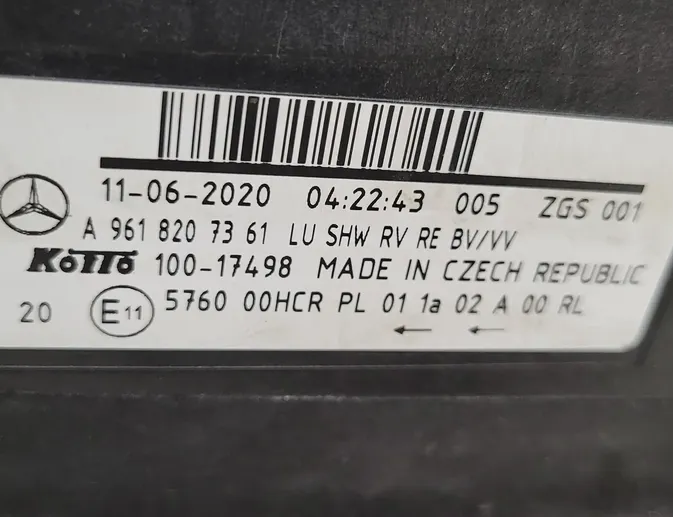 11-06-2020 04:22:43 005 ZGS 001
A 961 820 73 61 LU SHW RV RE BV/VV
KOITO 100-17498 MADE IN CZECH REPUBLIC
20 E11 5760 00HCR PL 01 1a 02 A 00 RL
← ←